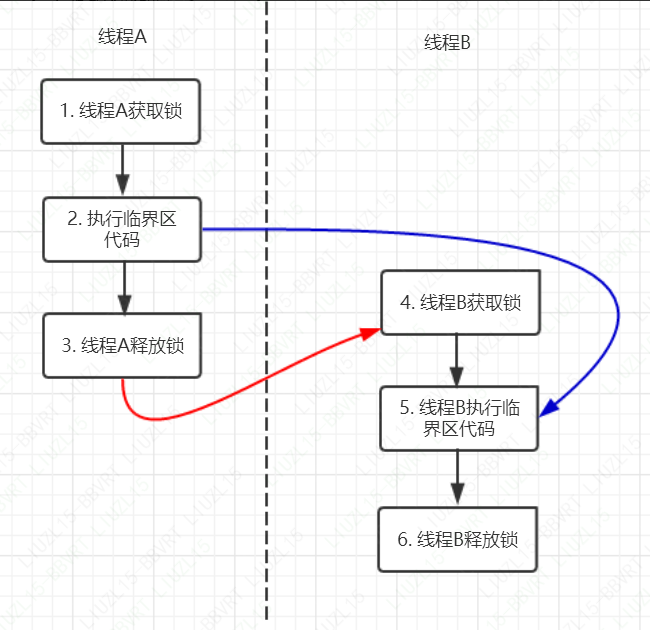 线程A
线程B
1. 线程A获取锁
2. 执行临界区
代码
3. 线程A释放锁
4. 线程B获取锁
5. 线程B执行临
界区代码
6. 线程B释放锁